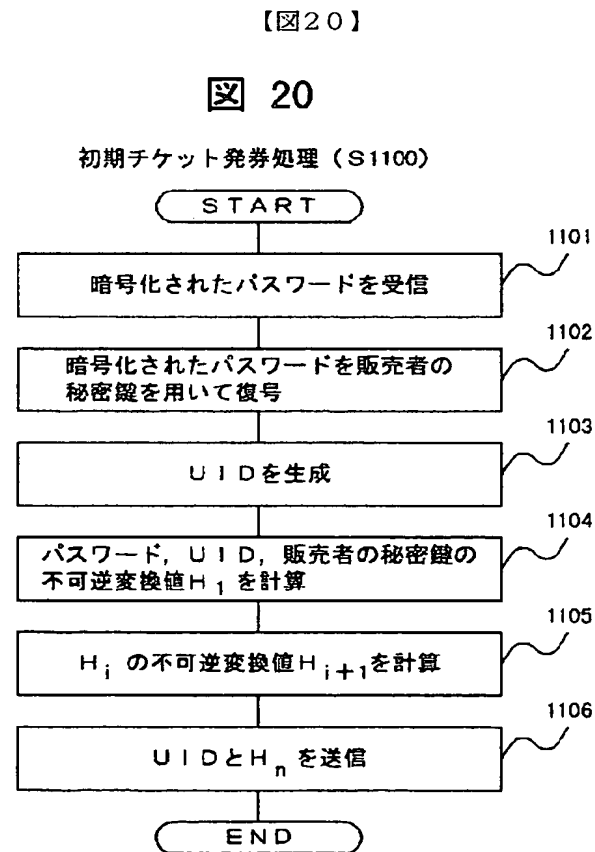 【図20】
図 20
初期チケット発券処理(S1100)
START
1101
暗号化されたパスワードを受信
1102
暗号化されたパスワードを販売者の
秘密鍵を用いて復号
1103
UIDを生成
1104
パスワード,UID,販売者の秘密鍵の
不可逆変換値H1を計算
1105
Hiの不可逆変換値Hi+1を計算
1106
UIDとHnを送信
END